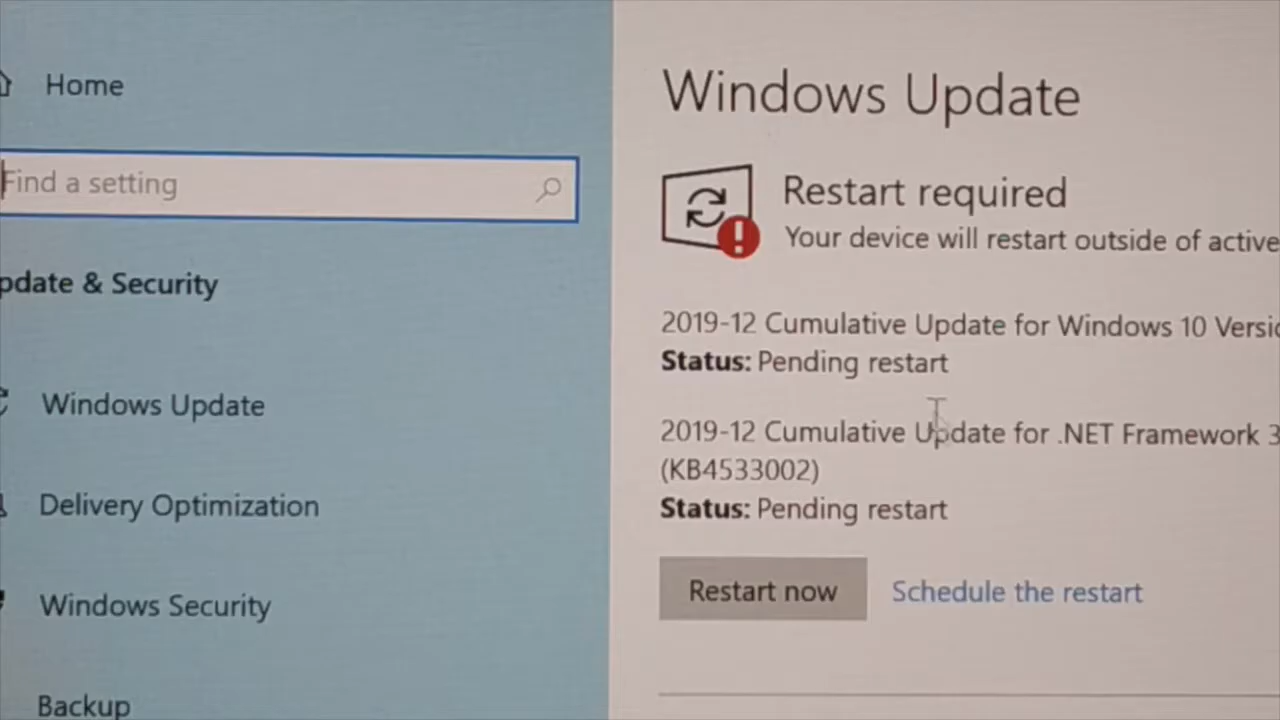 Home
Find a setting
pdate & Security
Windows Update
Delivery Optimization
Windows Security
Backup
Windows Update
Restart required
Your device will restart outside of active
2019-12 Cumulative Update for Windows 10 Versio
Status: Pending restart
2019-12 Cumulative Update for .NET Framework 3
(KB4533002)
Status: Pending restart
Restart now
Schedule the restart